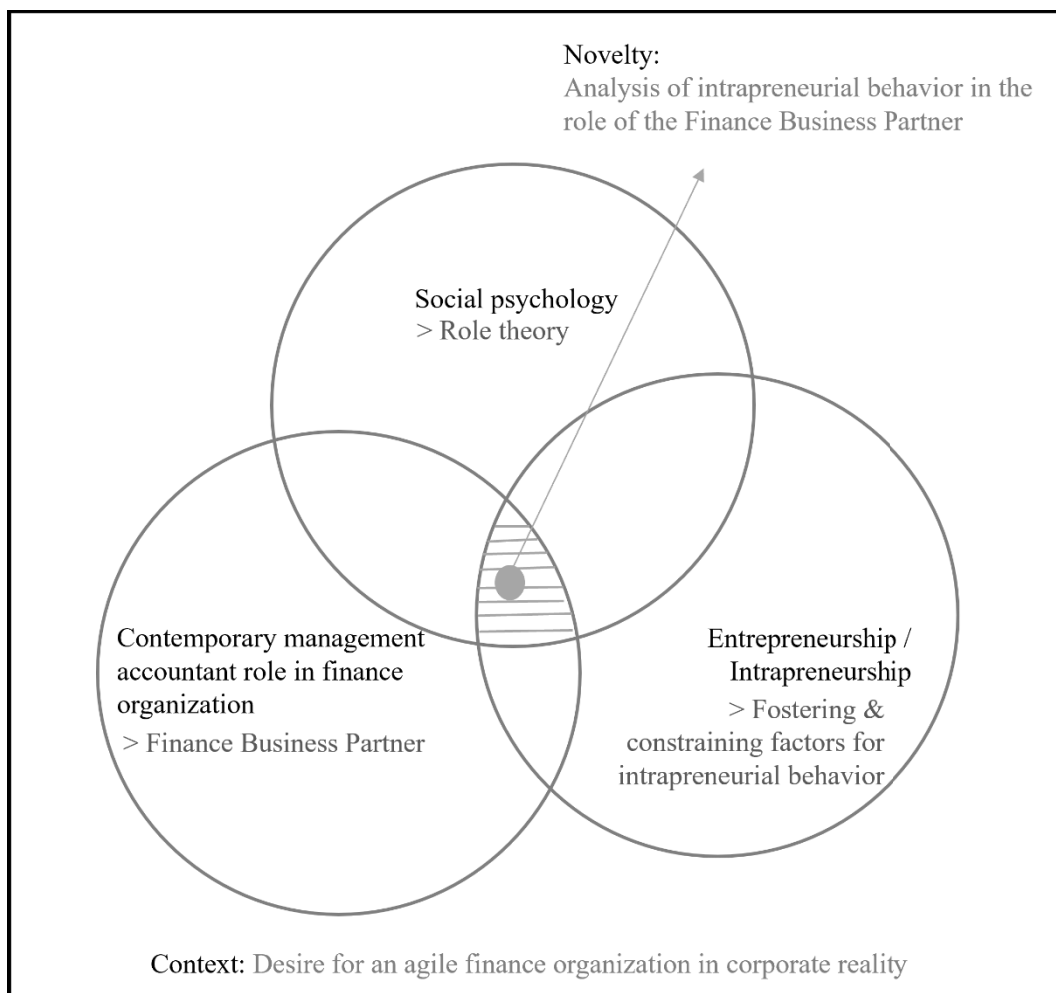 Novelty:
Analysis of intrapreneurial behavior in the
role of the Finance Business Partner
Social psychology
> Role theory
Contemporary management
accountant role in finance
organization
> Finance Business Partner
Entrepreneurship /
Intrapreneurship
> Fostering &
constraining factors for
intrapreneurial behavior
Context: Desire for an agile finance organization in corporate reality